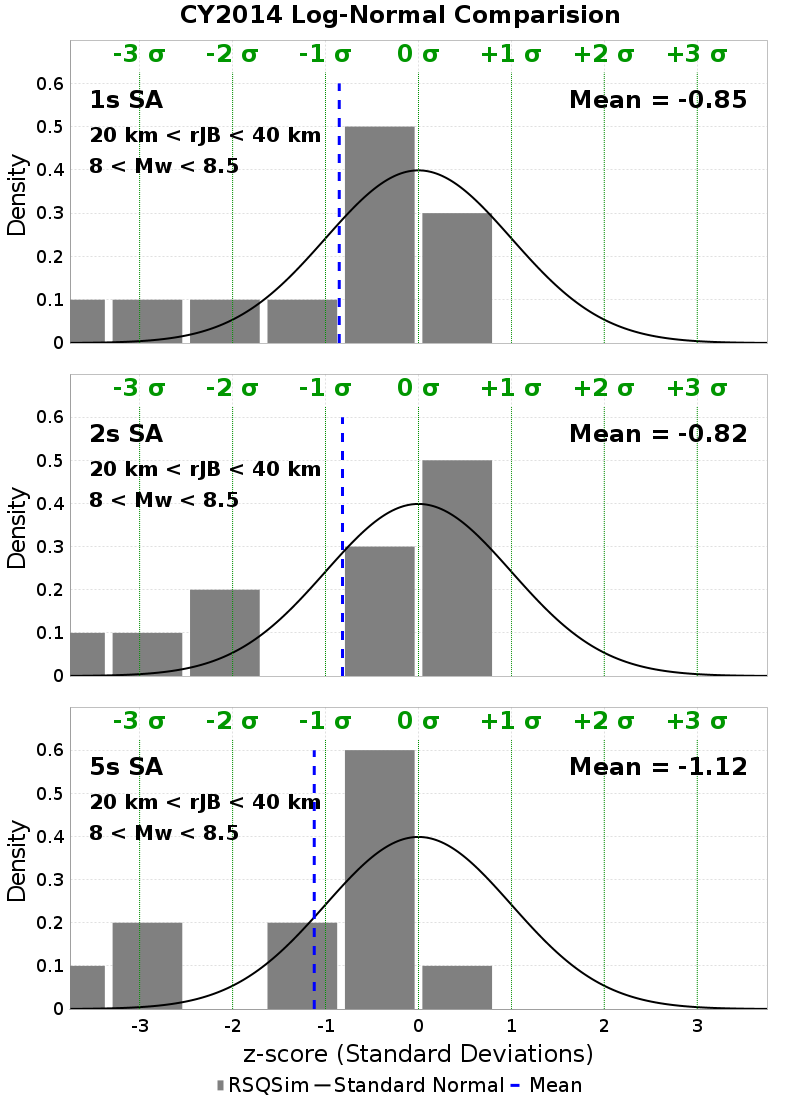 CY2014 Log-Normal Comparision
-3 σ -2 σ -1 σ 0 σ +1 σ +2 σ +3 σ
1s SA
Mean = -0.85
20 km < rJB < 40 km
8 < Mw < 8.5
Density
0.6
0.5
0.4
0.3
0.2
0.1
0
-3 σ -2 σ -1 σ 0 σ +1 σ +2 σ +3 σ
2s SA
Mean = -0.82
20 km < rJB < 40 km
8 < Mw < 8.5
Density
0.6
0.5
0.4
0.3
0.2
0.1
0
-3 σ -2 σ -1 σ 0 σ +1 σ +2 σ +3 σ
5s SA
Mean = -1.12
20 km < rJB < 40 km
8 < Mw < 8.5
Density
0.6
0.5
0.4
0.3
0.2
0.1
0
-3 -2 -1 0 1 2 3
z-score (Standard Deviations)
RSQSim Standard Normal Mean